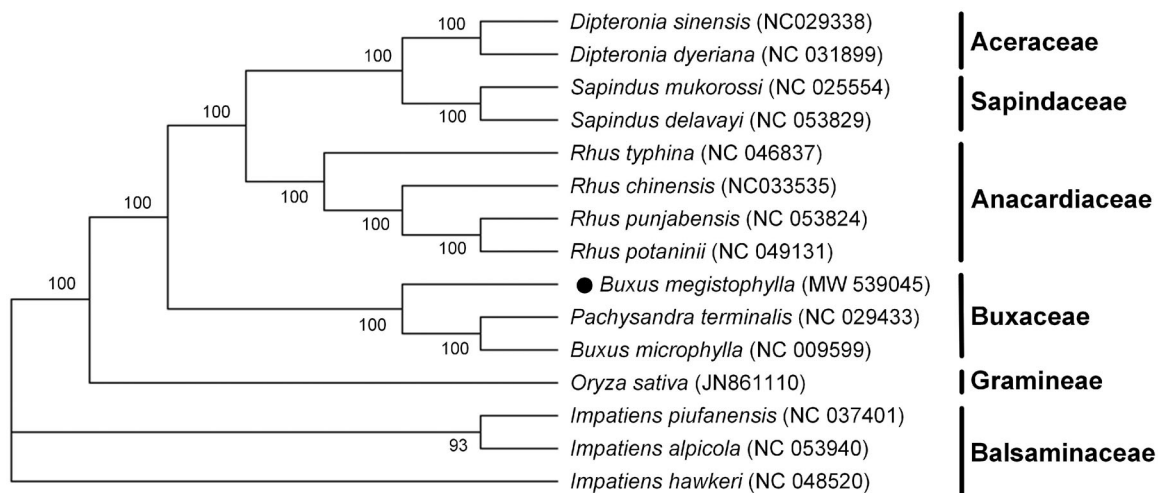 100
Dipteronia sinensis (NC029338)
Dipteronia dyeriana (NC 031899)
Aceraceae
100
100
Sapindus mukorossi (NC 025554)
Sapindus delavayi (NC 053829)
Sapindaceae
100
100
Rhus typhina (NC 046837)
Rhus chinensis (NC033535)
Rhus punjabensis (NC 053824)
Rhus potaninii (NC 049131)
Anacardiaceae
100
100
100
100
Buxus megistophylla (MW 539045)
Pachysandra terminalis (NC 029433)
Buxus microphylla (NC 009599)
Buxaceae
100
100
100
Oryza sativa (JN861110)
Gramineae
Impatiens piufanensis (NC 037401)
Impatiens alpicola (NC 053940)
Impatiens hawkeri (NC 048520)
Balsaminaceae
93